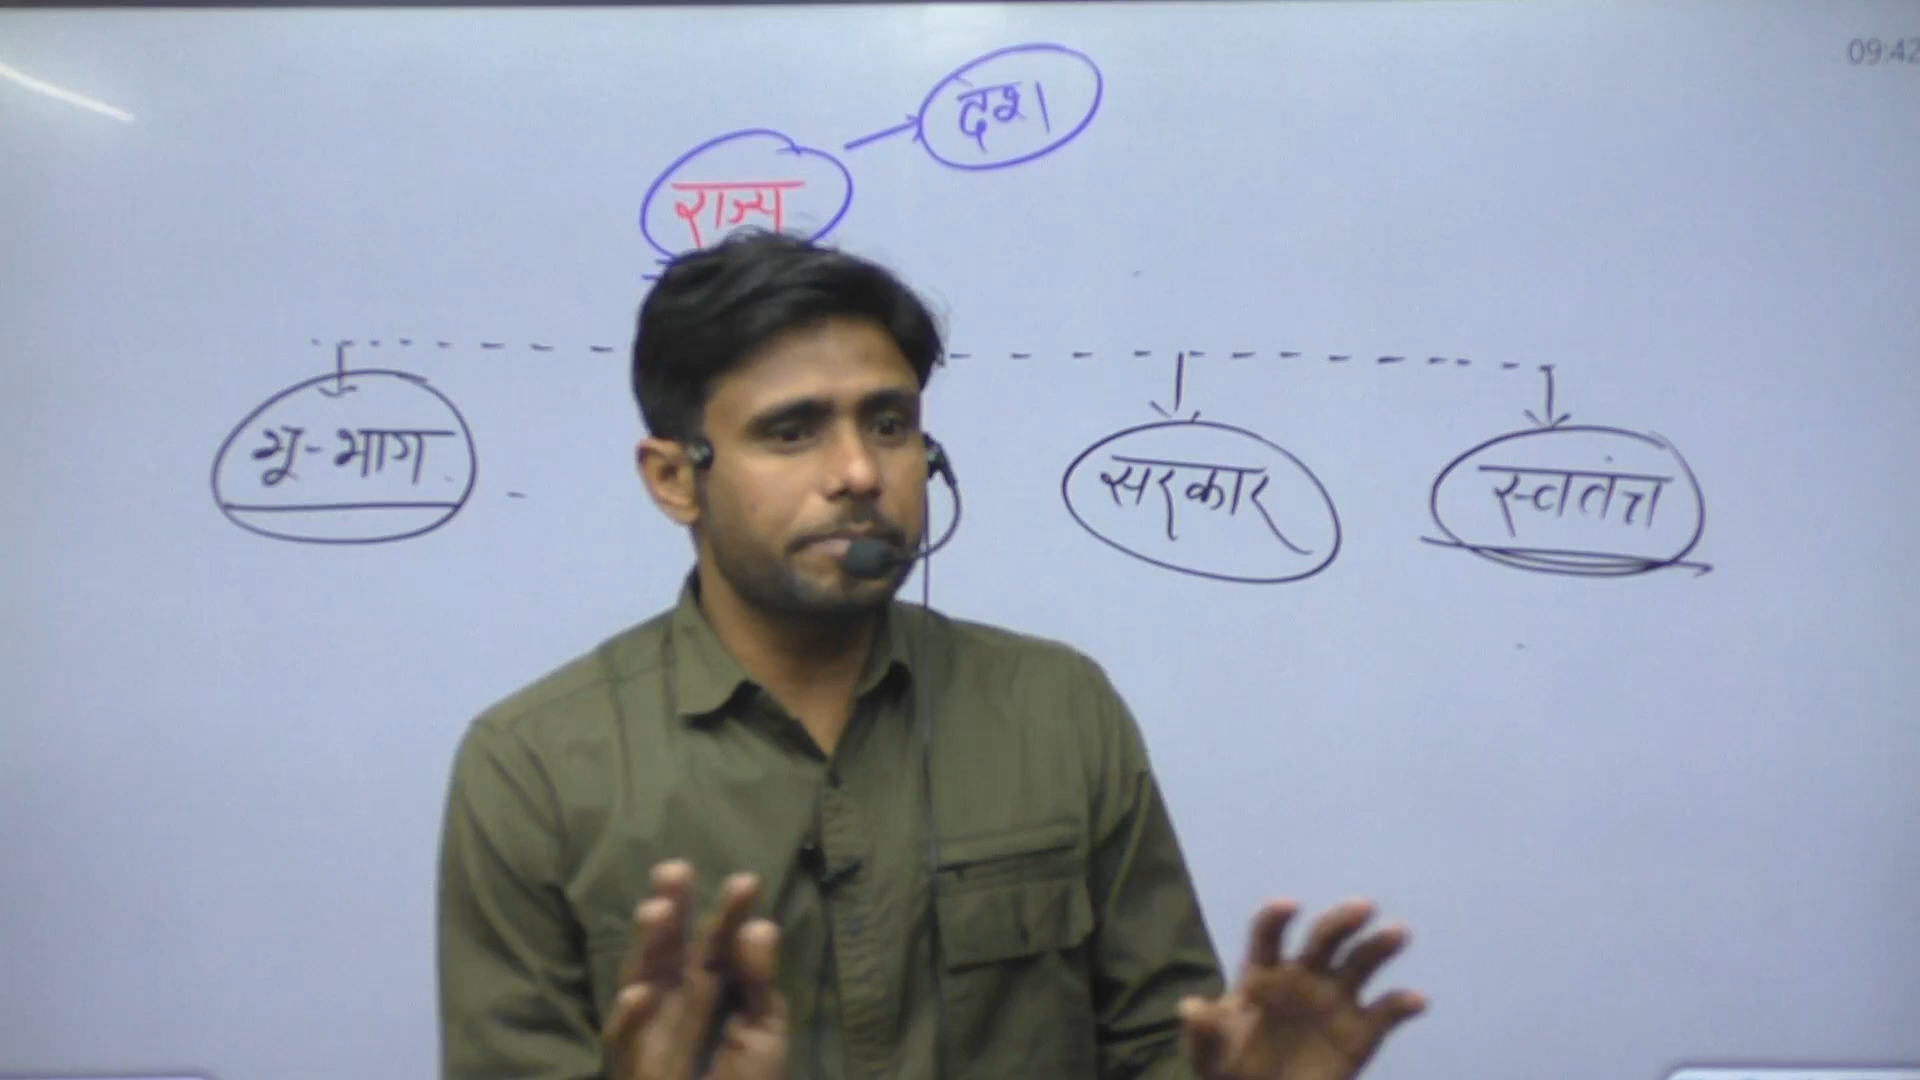 09:42
देश
राज्य
भू-भाग
सरकार
स्वतंत्र